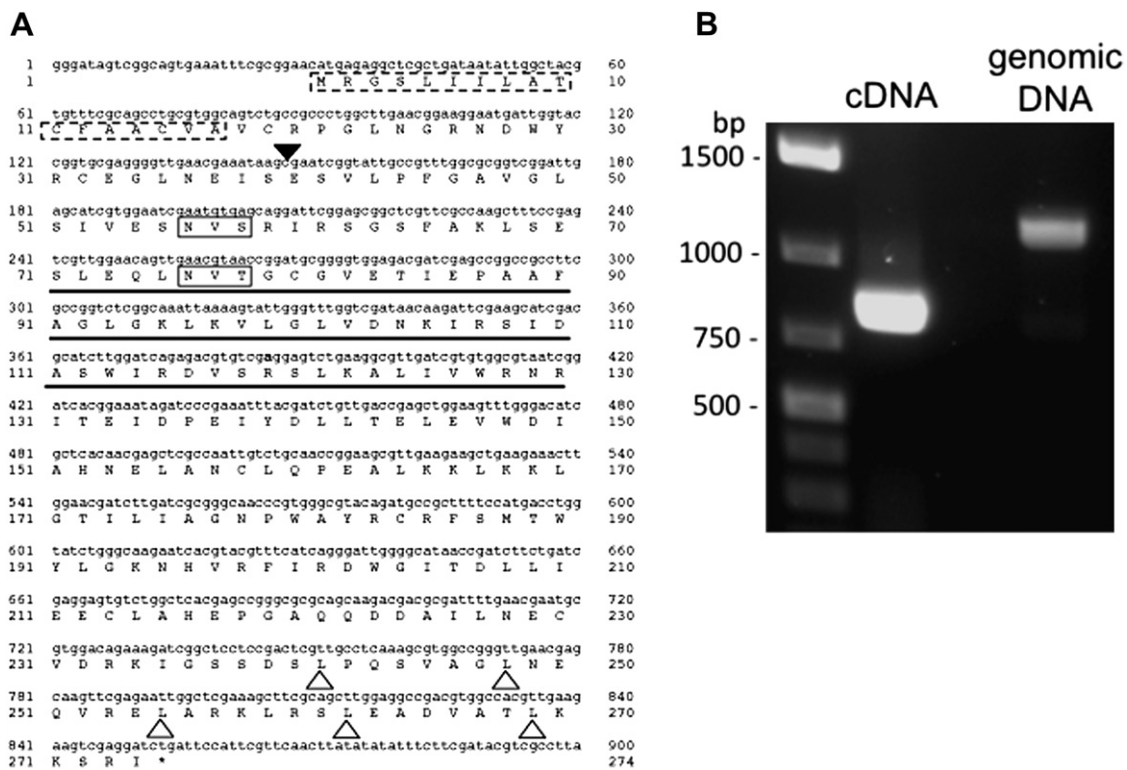 A
1 gggatagtcggcagtgaaatttcgcggaacatgagaggctcgctgataatattggctacg 60
1 M R G S L I I L A T 10
61 tgtttcgcagcctgcgtggcagtctgccgccctggcttgaacggaaggaatgattggtac 120
11 C F A A C V A V C R P G L N G R N D W Y 30
121 cggtgcgaggggttgaacgaaataagcgaatcggtattgccgtttggcgcggtcggattg 180
31 R C E G L N E I S E S V L P F G A V G L 50
181 agcatcgtggaatcgaatgtgagcaggattcggagcggctcgttcgccaagctttccgag 240
51 S I V E S N V S R I R S G S F A K L S E 70
241 tcgttggaacagttgaacgtaaccggatgcggggtggagacgatcgagccggccgccttc 300
71 S L E Q L N V T G C G V E T I E P A A F 90
301 gccggtctcggcaaattaaaagtattgggtttggtcgataacaagattcgaagcatcgac 360
91 A G L G K L K V L G L V D N K I R S I D 110
361 gcatcttggatcagagacgtgtcgaggagtctgaaggcgttgatcgtgtggcgtaatcgg 420
111 A S W I R D V S R S L K A L I V W R N R 130
421 atcacggaaatagatcccgaaatttacgatctgttgaccgagctggaagtttgggacatc 480
131 I T E I D P E I Y D L L T E L E V W D I 150
481 gctcacaacgagctcgccaattgtctgcaaccggaagcgttgaagaagctgaagaaactt 540
151 A H N E L A N C L Q P E A L K K L K K L 170
541 ggaacgatcttgatcgcgggcaacccgtgggcgtacagatgccgcttttccatgacctgg 600
171 G T I L I A G N P W A Y R C R F S M T W 190
601 tatctgggcaagaatcacgtacgtttcatcagggattggggcataaccgatcttctgatc 660
191 Y L G K N H V R F I R D W G I T D L L I 210
661 gaggagtgtctggctcacgagccgggcgcgcagcaagacgacgcgattttgaacgaatgc 720
211 E E C L A H E P G A Q Q D D A I L N E C 230
721 gtggacagaaagatcggctcctccgactcgttgcctcaaagcgtggccgggttgaacgag 780
231 V D R K I G S S D S L P Q S V A G L N E 250
781 caagttcgagaattggctcgaaagcttcgcagcttggaggccgacgtggccacgttgaag 840
251 Q V R E L A R K L R S L E A D V A T L K 270
841 aagtcgaggatctgattccattcgttcaacttatatatatttcttcgatacgtcgcctta 900
271 K S R I * 274
B
cDNA
genomic
DNA
bp
1500 -
1000 -
750 -
500 -